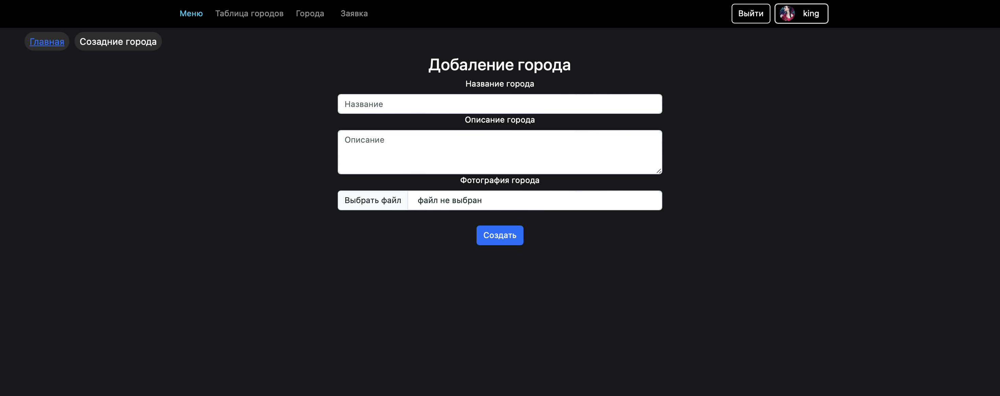 Меню Таблица городов Города Заявка Выйти king
Главная Созадние города
Добаление города
Название города
Название
Описание города
Описание
Фотография города
Выбрать файл файл не выбран
Создать